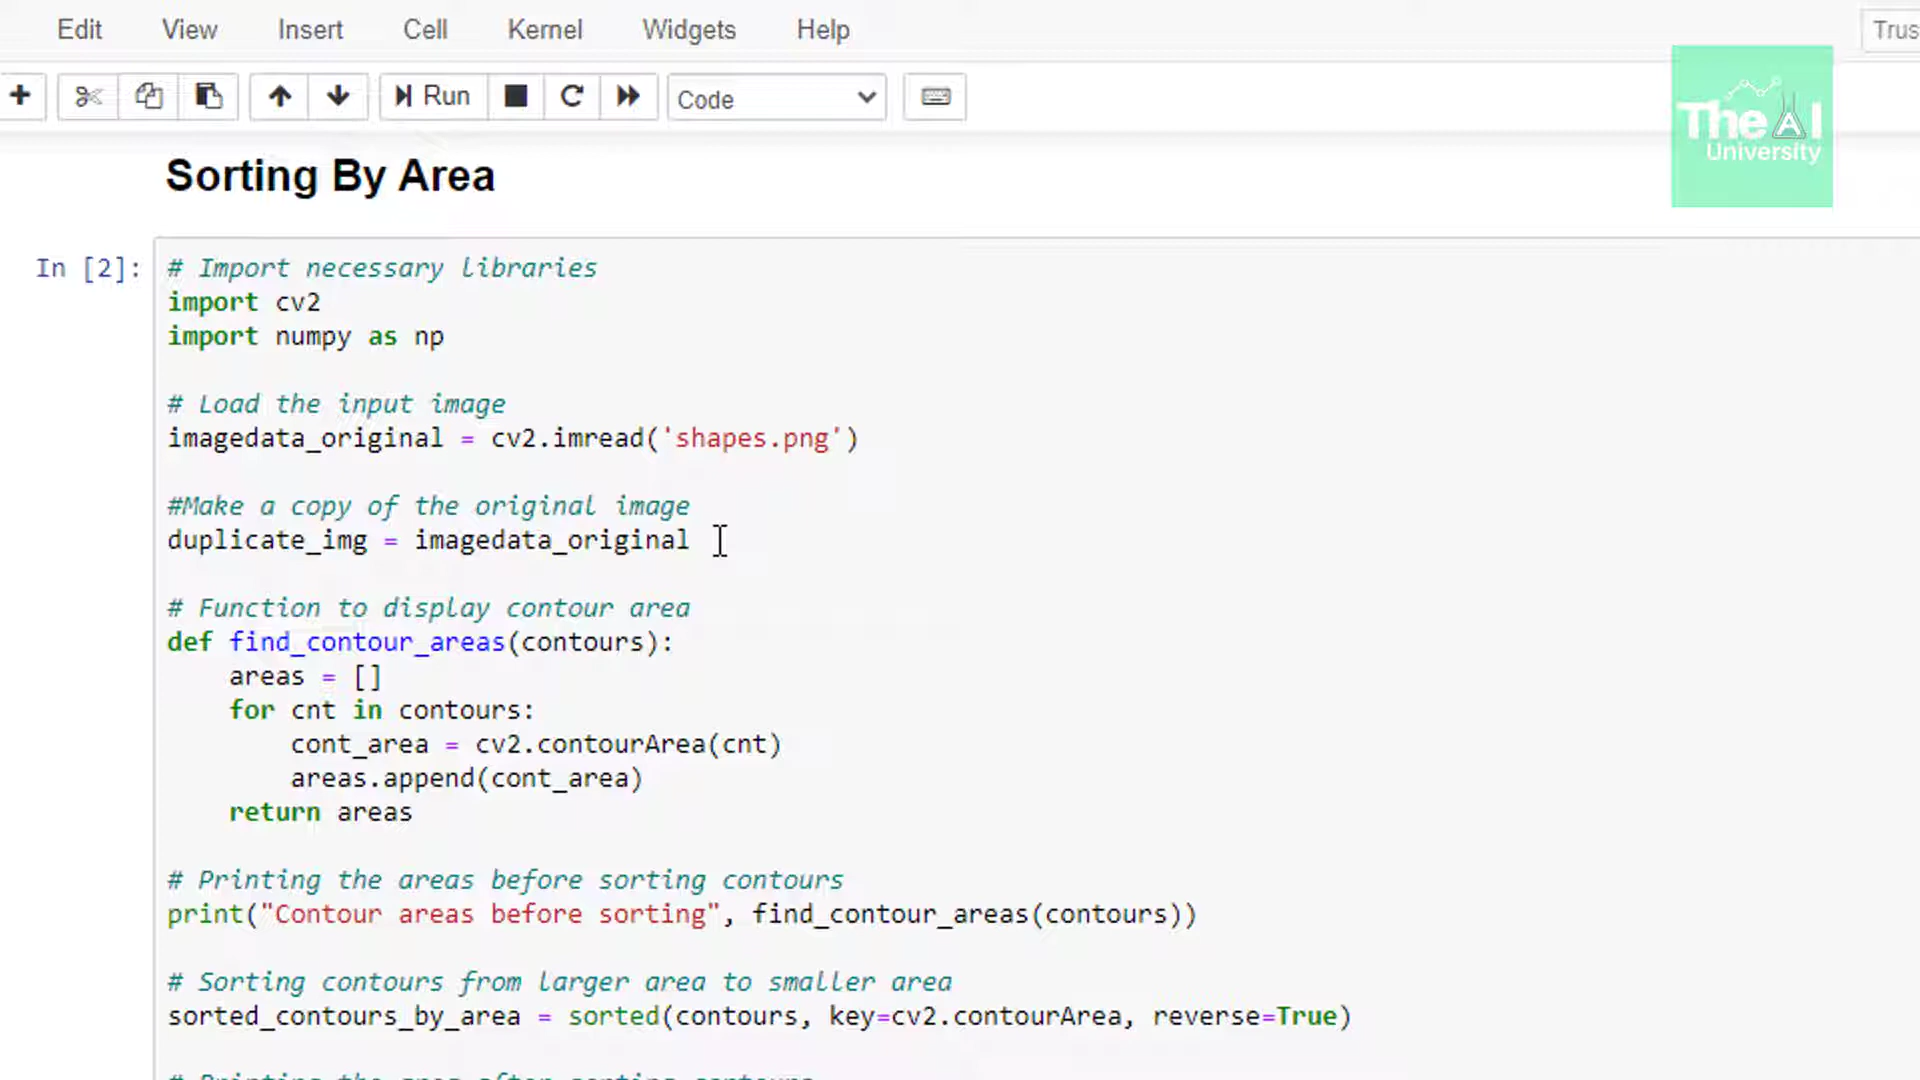 Edit View Insert Cell Kernel Widgets Help Trus
Run Code
The AI
University
Sorting By Area
In [2]:
# Import necessary libraries
import cv2
import numpy as np
# Load the input image
imagedata_original = cv2.imread('shapes.png')
#Make a copy of the original image
duplicate_img = imagedata_original
# Function to display contour area
def find_contour_areas(contours):
    areas = []
    for cnt in contours:
        cont_area = cv2.contourArea(cnt)
        areas.append(cont_area)
    return areas
# Printing the areas before sorting contours
print("Contour areas before sorting", find_contour_areas(contours))
# Sorting contours from larger area to smaller area
sorted_contours_by_area = sorted(contours, key=cv2.contourArea, reverse=True)